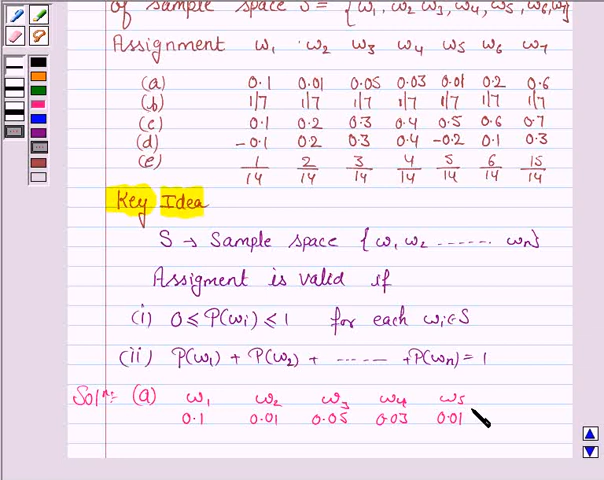 of sample space S = {ω₁, ω₂ ω₃, ω₄, ω₅, ω₆, ω₇}
Assignment ω₁ ω₂ ω₃ ω₄ ω₅ ω₆ ω₇
(a) 0.1 0.01 0.05 0.03 0.01 0.2 0.6
(b) 1/7 1/7 1/7 1/7 1/7 1/7 1/7
(c) 0.1 0.2 0.3 0.4 0.5 0.6 0.7
(d) -0.1 0.2 0.3 0.4 -0.2 0.1 0.3
(e) 1/14 2/14 3/14 4/14 5/14 6/14 15/14
Key Idea
S → Sample space {ω, ω₂ ...... ωn}
Assigment is valid if
(i) 0 ≤ P(ωi) ≤ 1 for each ωi ∈ S
(ii) P(ω₁) + P(ω₂) + ...... + P(ωn) = 1
Soln:- (a) ω₁ ω₂ ω₃ ω₄ ω₅
0.1 0.01 0.05 0.03 0.01